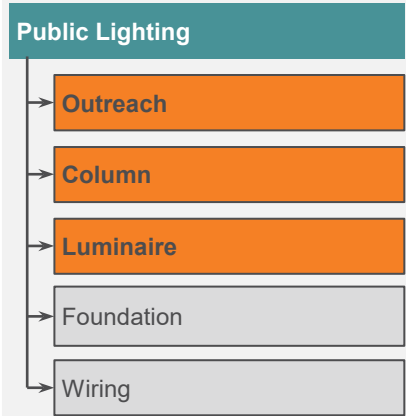 Public Lighting
Outreach
Column
Luminaire
Foundation
Wiring